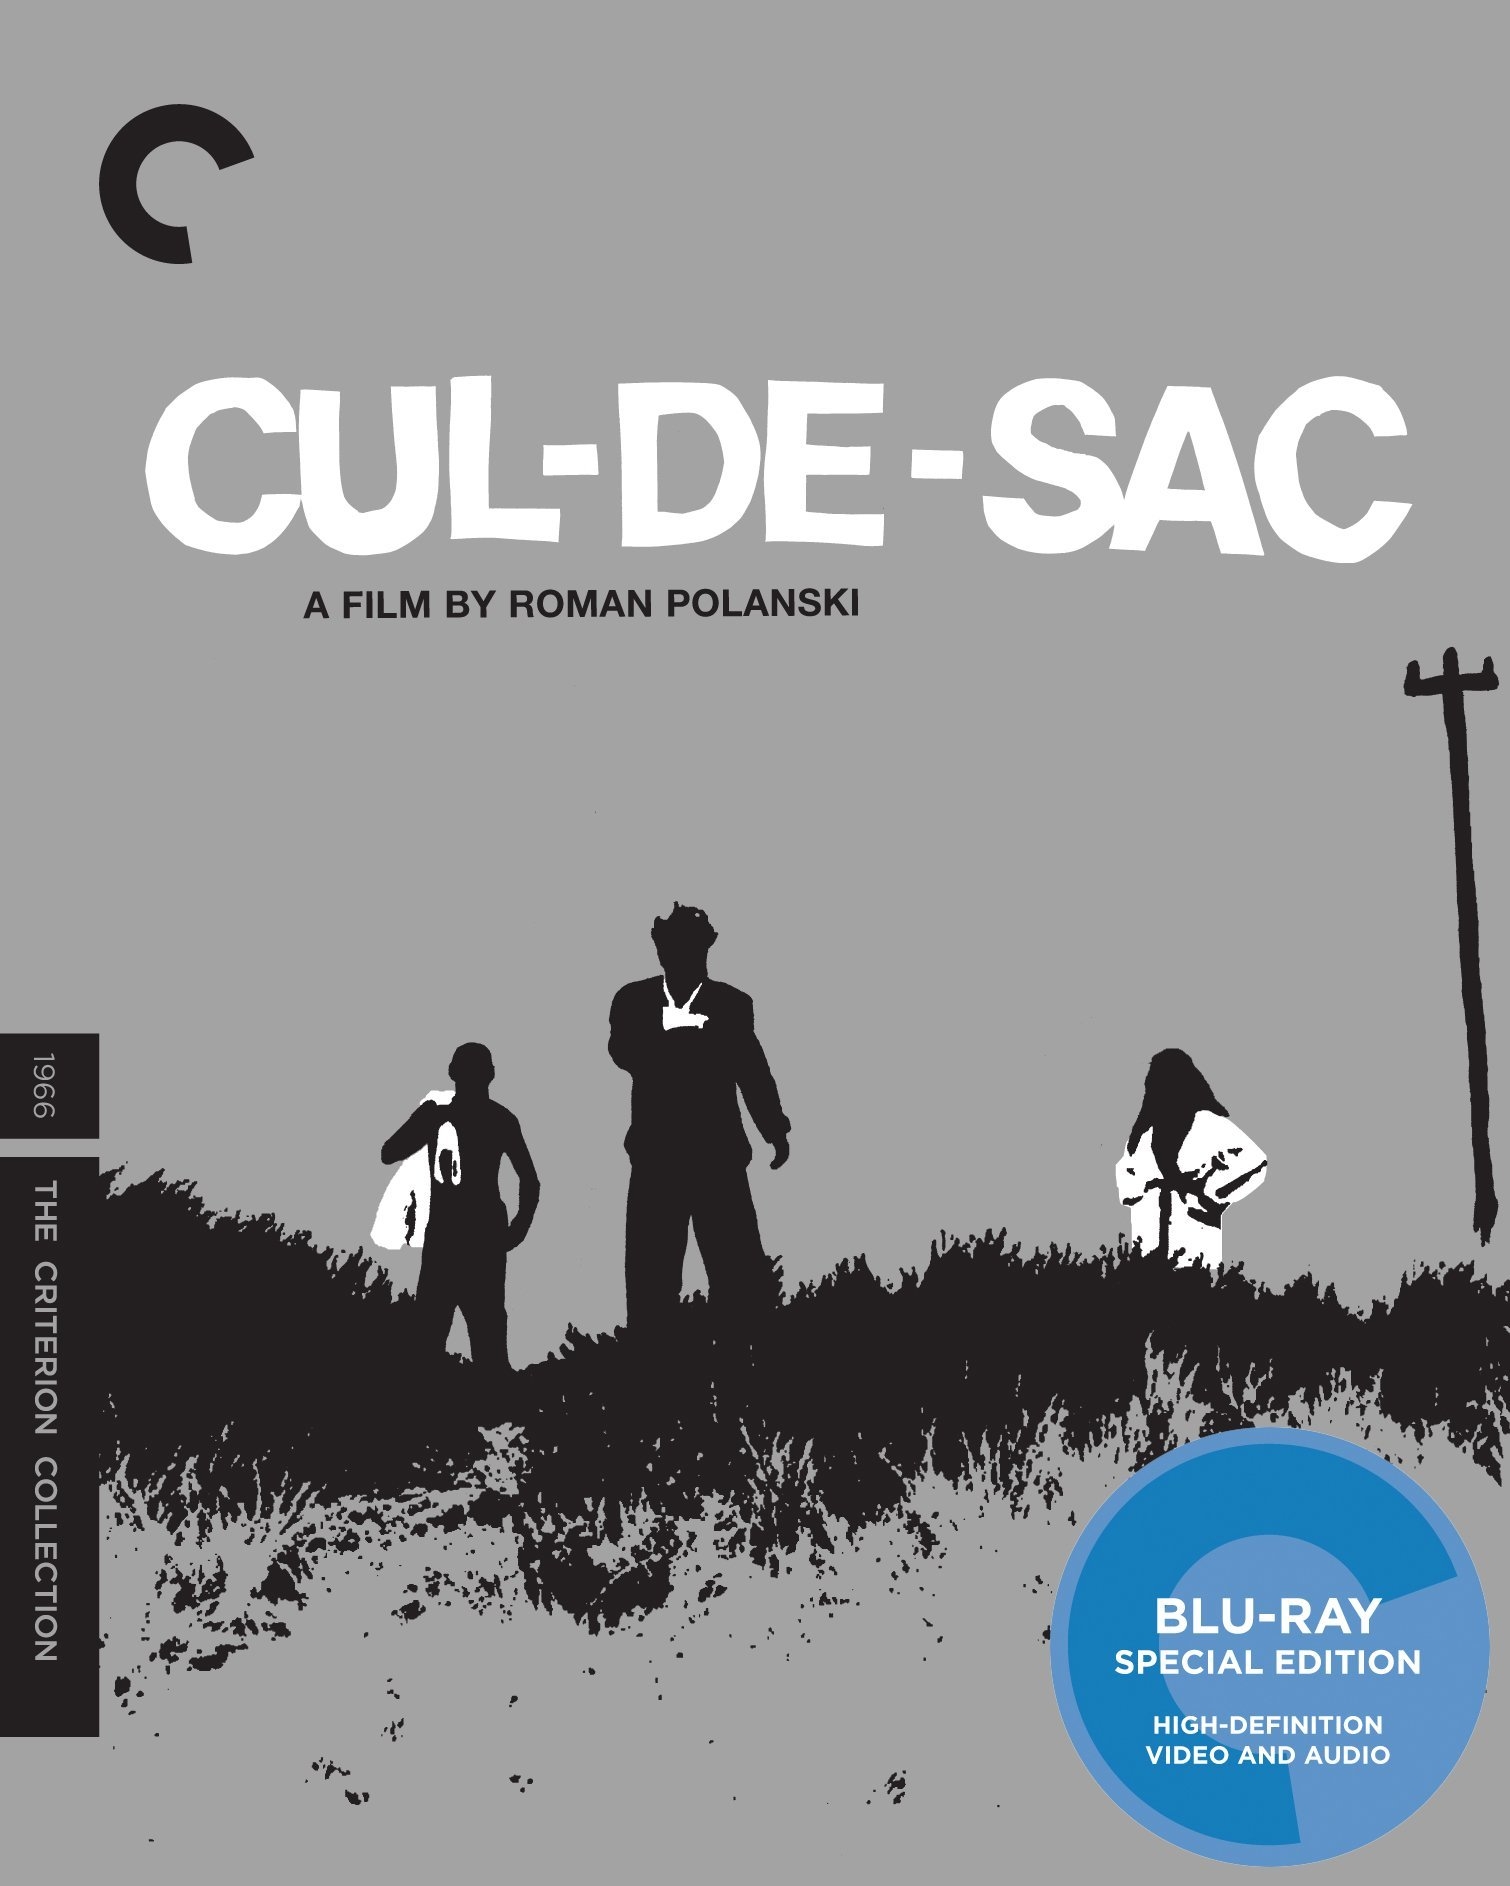 CUL-DE-SAC
A FILM BY ROMAN POLANSKI
1966
THE CRITERION COLLECTION
BLU-RAY
SPECIAL EDITION
HIGH-DEFINITION
VIDEO AND AUDIO